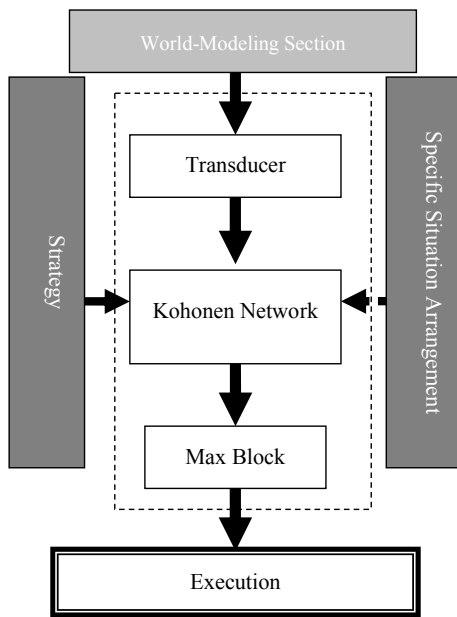 World-Modeling Section
Transducer
Strategy
Kohonen Network
Specific Situation Arrangement
Max Block
Execution